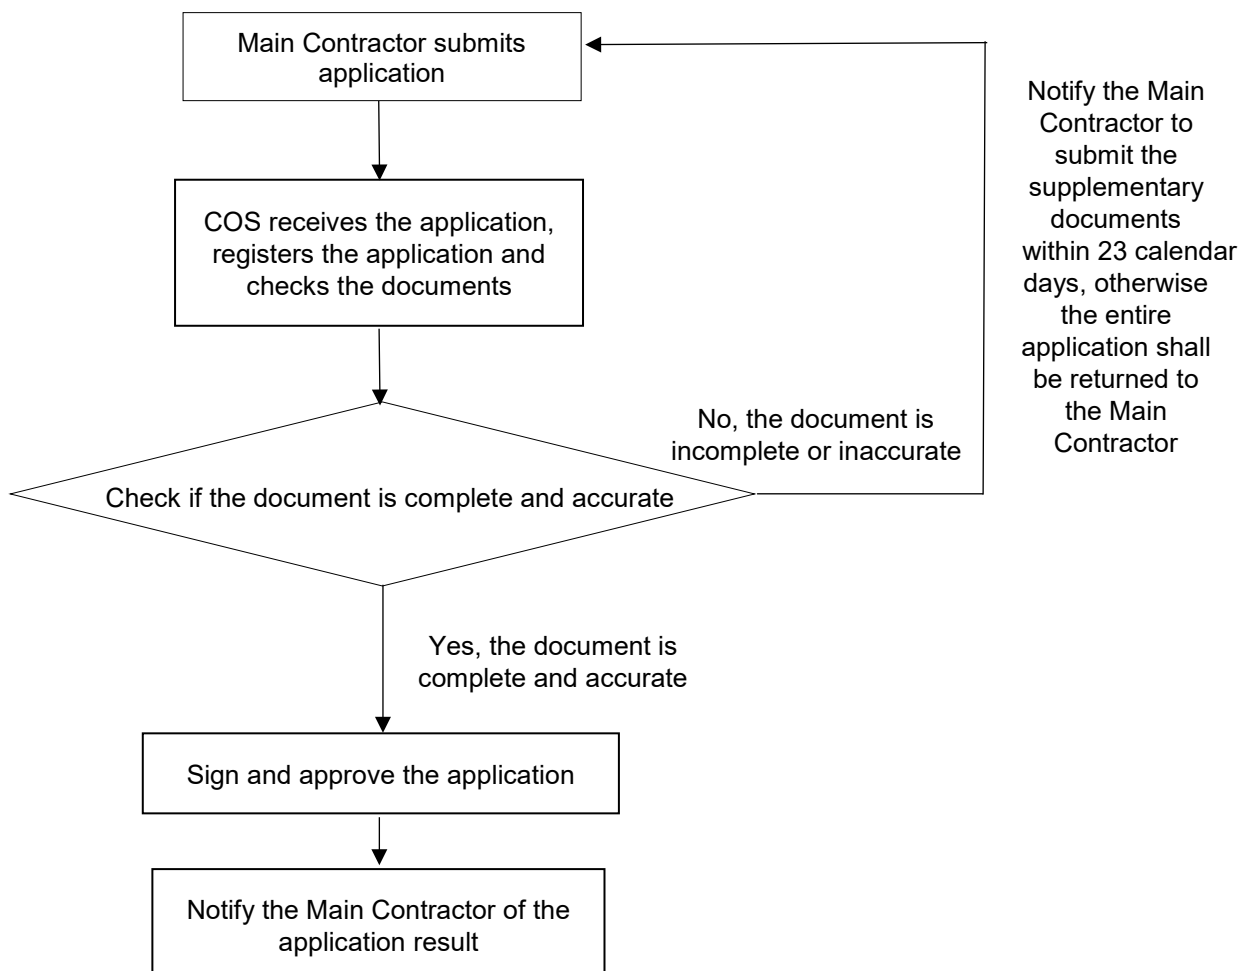 Main Contractor submits
application
Notify the Main
Contractor to
submit the
supplementary
documents
within 23 calendar
days, otherwise
the entire
application shall
be returned to
the Main
Contractor
COS receives the application,
registers the application and
checks the documents
No, the document is
incomplete or inaccurate
Check if the document is complete and accurate
Yes, the document is
complete and accurate
Sign and approve the application
Notify the Main Contractor of the
application result